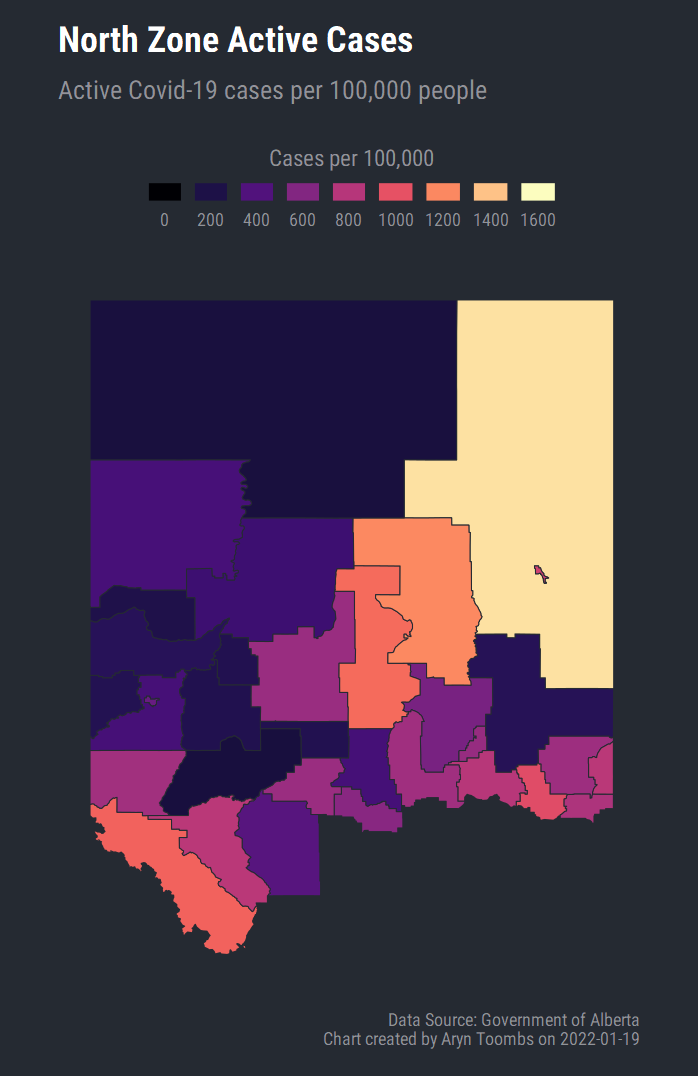 North Zone Active Cases
Active Covid-19 cases per 100,000 people
Cases per 100,000
0 200 400 600 800 1000 1200 1400 1600
Data Source: Government of Alberta
Chart created by Aryn Toombs on 2022-01-19